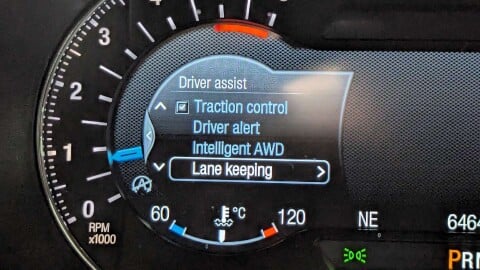 Driver assist
Traction control
Driver alert
Intelligent AWD
Lane keeping
3
2
1
0
RPM
x1000
60 °C 120
NE
6464
PRN